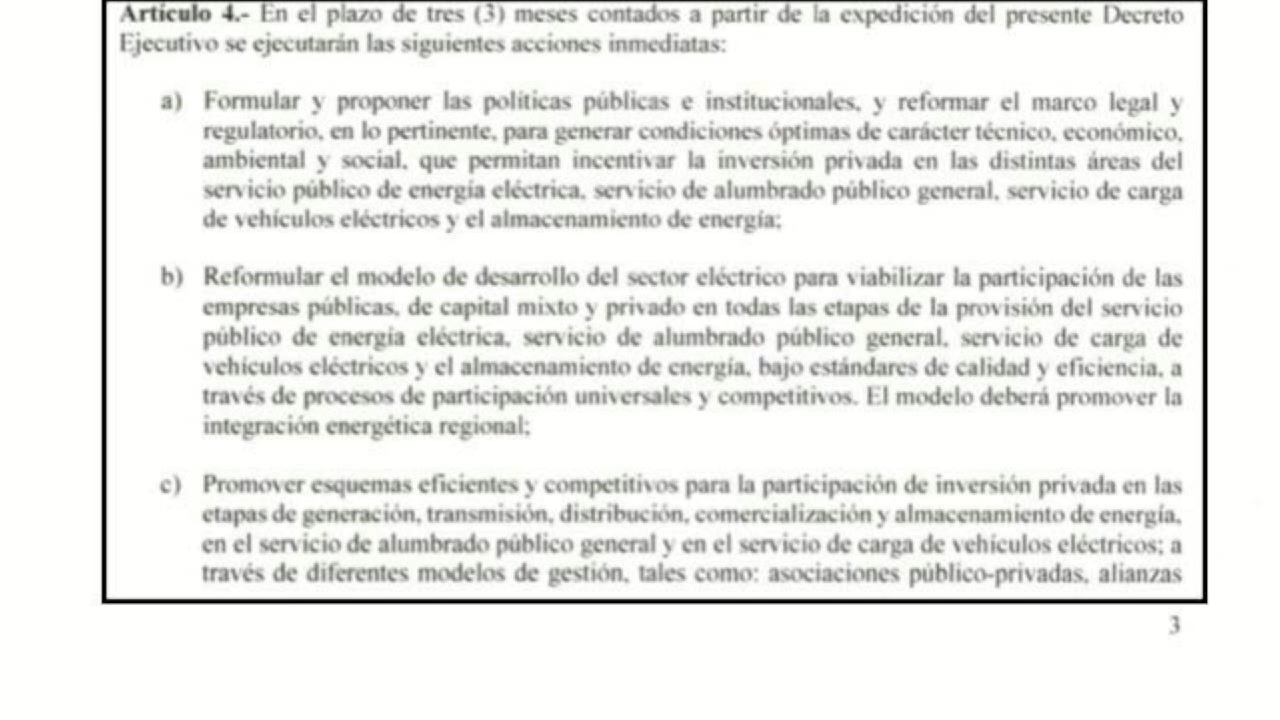 Artículo 4.- En el plazo de tres (3) meses contados a partir de la expedición del presente Decreto
Ejecutivo se ejecutarán las siguientes acciones inmediatas:
a) Formular y proponer las políticas públicas e institucionales, y reformar el marco legal y
regulatorio, en lo pertinente, para generar condiciones óptimas de carácter técnico, económico,
ambiental y social, que permitan incentivar la inversión privada en las distintas áreas del
servicio público de energía eléctrica, servicio de alumbrado público general, servicio de carga
de vehículos eléctricos y el almacenamiento de energía;
b) Reformular el modelo de desarrollo del sector eléctrico para viabilizar la participación de las
empresas públicas, de capital mixto y privado en todas las etapas de la provisión del servicio
público de energía eléctrica, servicio de alumbrado público general, servicio de carga de
vehículos eléctricos y el almacenamiento de energía, bajo estándares de calidad y eficiencia, a
través de procesos de participación universales y competitivos. El modelo deberá promover la
integración energética regional;
c) Promover esquemas eficientes y competitivos para la participación de inversión privada en las
etapas de generación, transmisión, distribución, comercialización y almacenamiento de energía,
en el servicio de alumbrado público general y en el servicio de carga de vehículos eléctricos; a
través de diferentes modelos de gestión, tales como: asociaciones público-privadas, alianzas
3